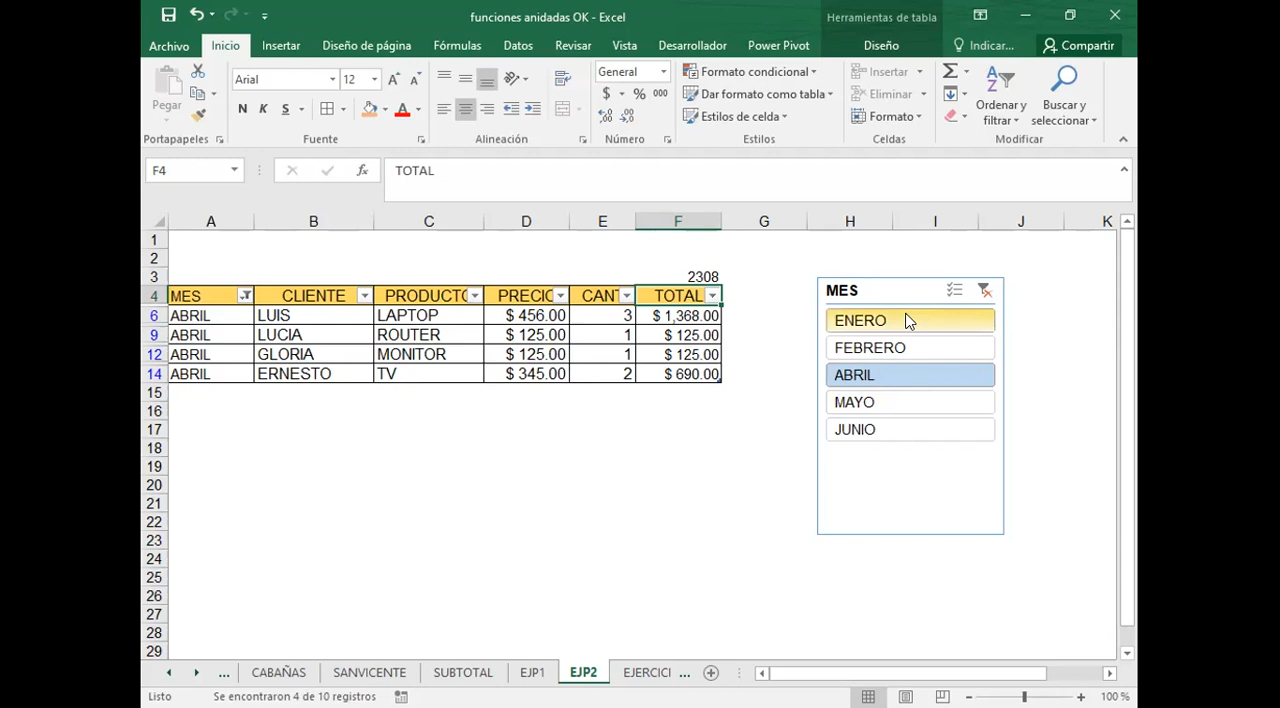 funciones anidadas OK - Excel
Herramientas de tabla
Archivo Inicio Insertar Diseño de página Fórmulas Datos Revisar Vista Desarrollador Power Pivot Diseño Indicar... Compartir
Pegar
Arial 12
N K S
General
$ % 000
Formato condicional
Dar formato como tabla
Estilos de celda
Insertar
Eliminar
Formato
Ordenar y filtrar
Buscar y seleccionar
Portapapeles Fuente Alineación Número Estilos Celdas Modificar
F4 fx TOTAL
A B C D E F G H I J K
1
2
3 2308
4 MES CLIENTE PRODUCTO PRECIO CANT TOTAL
6 ABRIL LUIS LAPTOP $ 456.00 3 $ 1,368.00
9 ABRIL LUCIA ROUTER $ 125.00 1 $ 125.00
12 ABRIL GLORIA MONITOR $ 125.00 1 $ 125.00
14 ABRIL ERNESTO TV $ 345.00 2 $ 690.00
15
16
17
18
19
20
21
22
23
24
25
26
27
28
29
MES
ENERO
FEBRERO
ABRIL
MAYO
JUNIO
... CABAÑAS SANVICENTE SUBTOTAL EJP1 EJP2 EJERCICI ...
Listo Se encontraron 4 de 10 registros 100 %